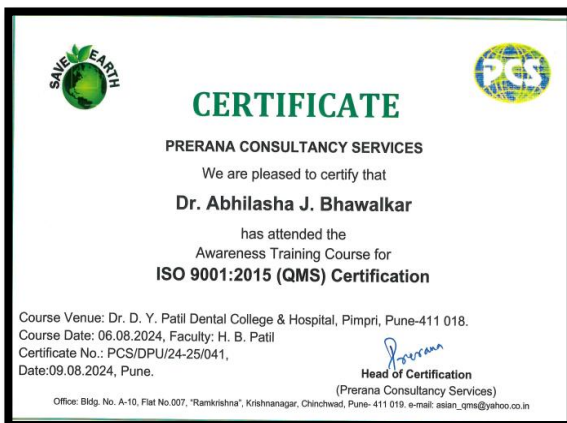 SAVE EARTH
PCS
CERTIFICATE
PRERANA CONSULTANCY SERVICES
We are pleased to certify that
Dr. Abhilasha J. Bhawalkar
has attended the
Awareness Training Course for
ISO 9001:2015 (QMS) Certification
Course Venue: Dr. D. Y. Patil Dental College & Hospital, Pimpri, Pune-411 018.
Course Date: 06.08.2024, Faculty: H. B. Patil
Certificate No.: PCS/DPU/24-25/041,
Date:09.08.2024, Pune.
Prerana
Head of Certification
(Prerana Consultancy Services)
Office: Bldg. No. A-10, Flat No.007, "Ramkrishna", Krishnanagar, Chinchwad, Pune- 411 019. e-mail: asian_qms@yahoo.co.in